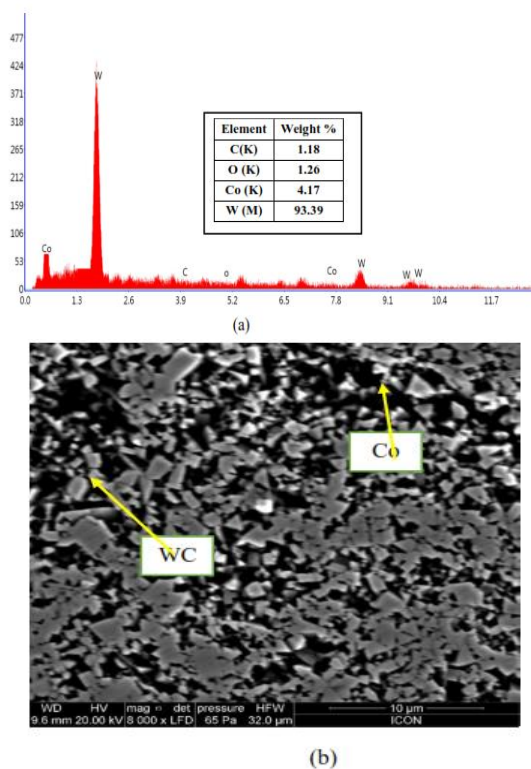 477
424
371
318
265
212
159
106
53
0
W
Co
C
o
Co
W
W W
Element Weight %
C(K) 1.18
O (K) 1.26
Co (K) 4.17
W (M) 93.39
0.0 1.3 2.6 3.9 5.2 6.5 7.8 9.1 10.4 11.7
(a)
Co
WC
WD HV mag ▫ det pressure HFW
9.6 mm 20.00 kV 8 000 x LFD 65 Pa 32.0 µm
10 µm
ICON
(b)